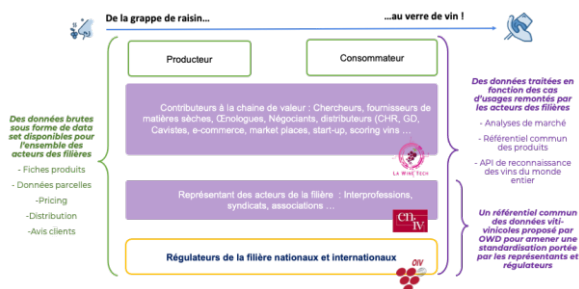 De la grappe de raisin…
…au verre de vin !
Producteur
Consommateur
Des données brutes
sous forme de data
set disponibles pour
l'ensemble des
acteurs des filières
- Fiches produits
- Données parcelles
-Pricing
-Distribution
-Avis clients
Contributeurs à la chaine de valeur : Chercheurs, fournisseurs de
matières sèches, Œnologues, Négociants, distributeurs (CHR, GD,
Cavistes, e-commerce, market places, start-up, scoring vins …
LA WINE TECH
Représentant des acteurs de la filière : Interprofessions,
syndicats, associations …
cniv
Régulateurs de la filière nationaux et internationaux
OIV
Des données traitées en
fonction des cas
d'usages remontés par
les acteurs des filières
- Analyses de marché
- Référentiel commun
des produits
- API de reconnaissance
des vins du monde
entier
Un référentiel commun
des données viti-
vinicoles proposé par
OWD pour amener une
standardisation portée
par les représentants et
régulateurs